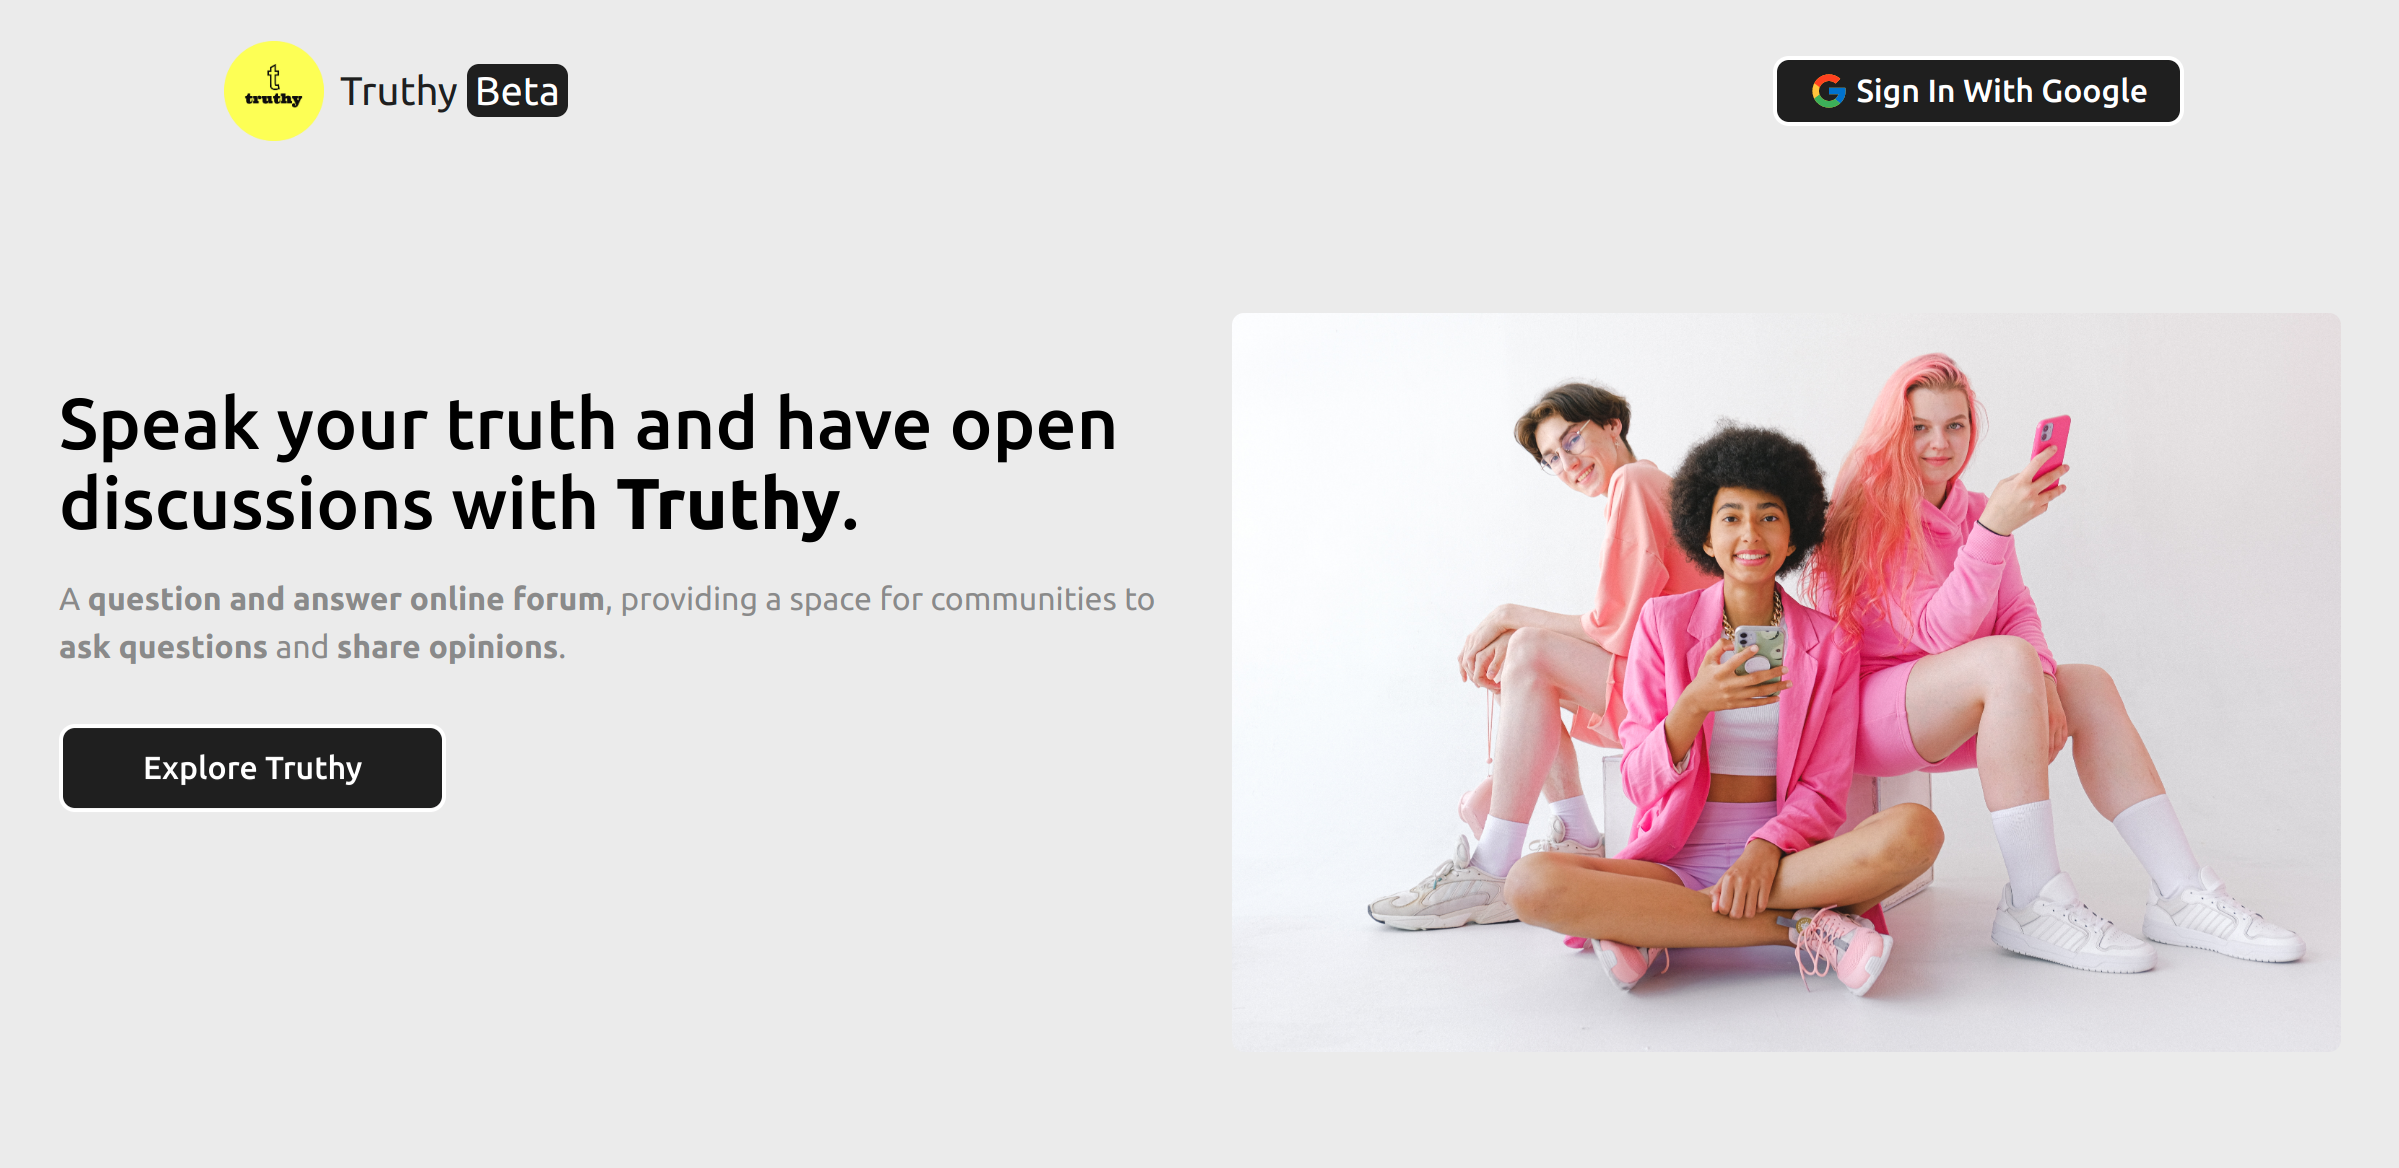 t
truthy
Truthy Beta
Sign In With Google
Speak your truth and have open
discussions with Truthy.
A question and answer online forum, providing a space for communities to
ask questions and share opinions.
Explore Truthy